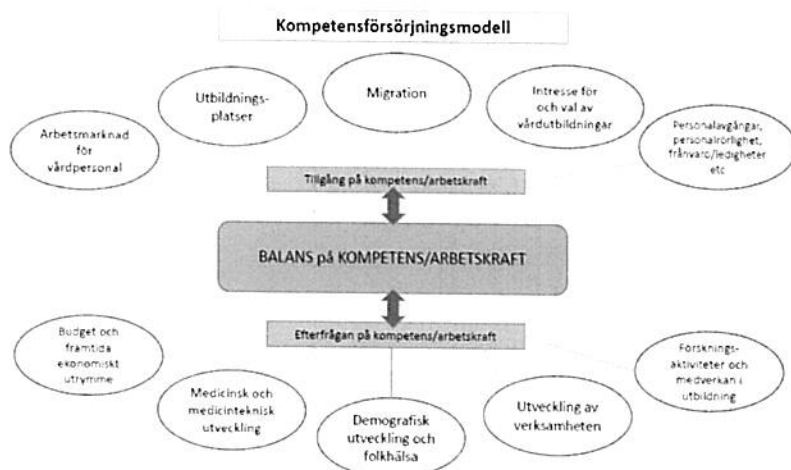 Kompetensförsörjningsmodell
Arbetsmarknad
för
vårdpersonal
Utbildnings-
platser
Migration
Intresse för
och val av
vårdutbildningar
Personalavgångar,
personalrörlighet,
frånvaro/ledigheter
etc
Tillgång på kompetens/arbetskraft
BALANS på KOMPETENS/ARBETSKRAFT
Efterfrågan på kompetens/arbetskraft
Budget och
framtida
ekonomiskt
utrymme
Medicinsk och
medicinteknisk
utveckling
Demografisk
utveckling och
folkhälsa
Utveckling av
verksamheten
Forsknings-
aktiviteter och
medverkan i
utbildning